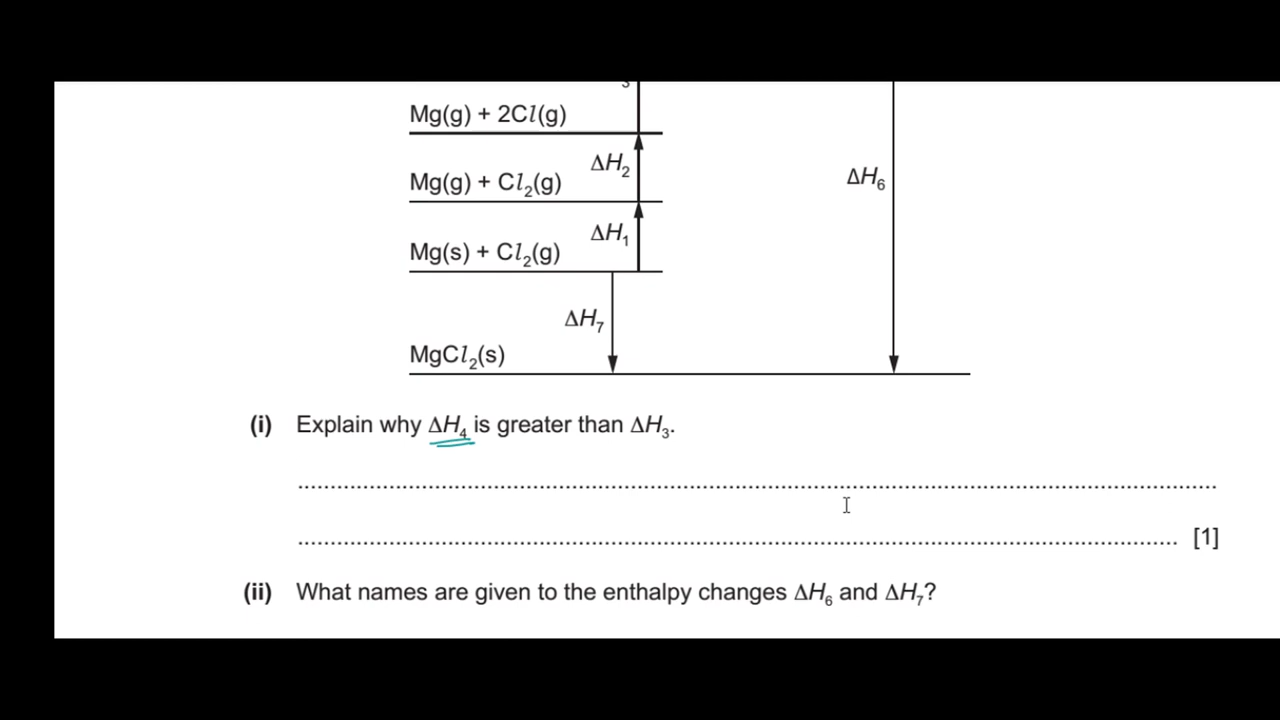 3
Mg(g) + 2Cl(g)
ΔH₂
Mg(g) + Cl₂(g)
ΔH₆
ΔH₁
Mg(s) + Cl₂(g)
ΔH₇
MgCl₂(s)
(i) Explain why ΔH₄ is greater than ΔH₃.
................................................................................
................................................................................ [1]
(ii) What names are given to the enthalpy changes ΔH₆ and ΔH₇?